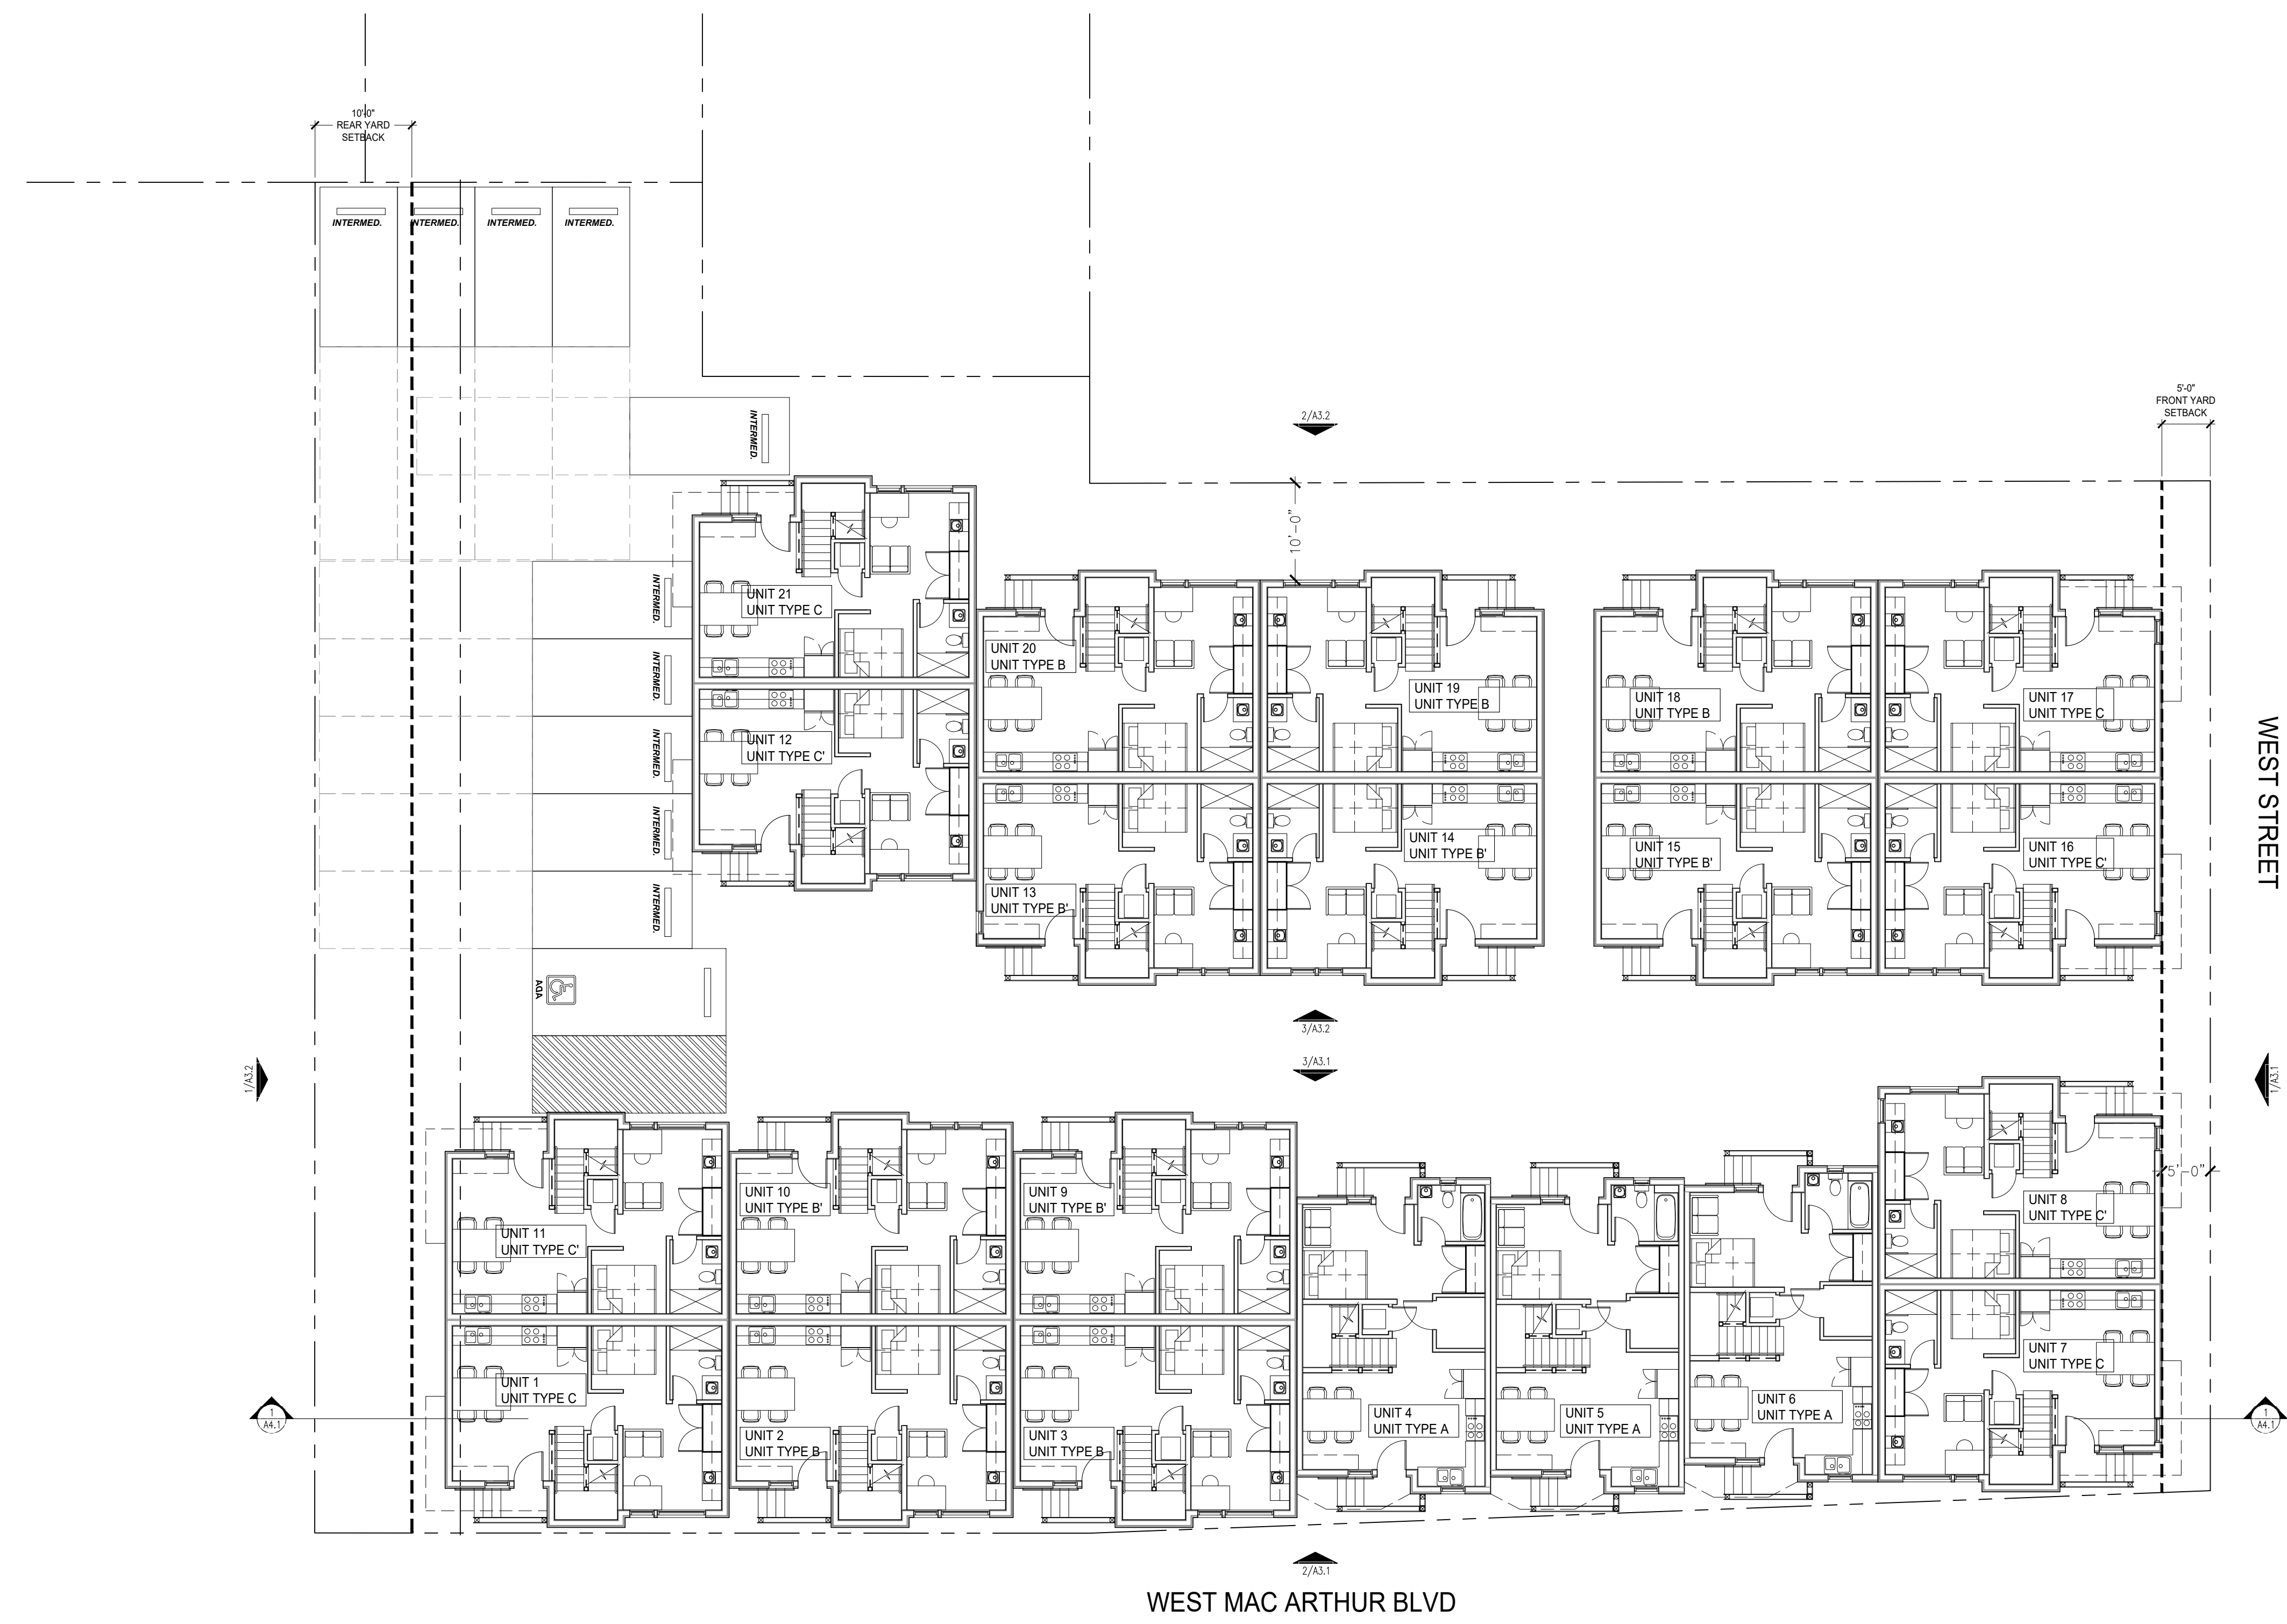 10'-0"
REAR YARD
SETBACK
INTERMED.
INTERMED.
INTERMED.
INTERMED.
5'-0"
FRONT YARD
SETBACK
INTERMED.
2/A3.2
10'-0"
INTERMED.
INTERMED.
INTERMED.
INTERMED.
INTERMED.
ADA
UNIT 21
UNIT TYPE C
UNIT 12
UNIT TYPE C'
UNIT 20
UNIT TYPE B
UNIT 19
UNIT TYPE B
UNIT 18
UNIT TYPE B
UNIT 17
UNIT TYPE C
UNIT 13
UNIT TYPE B'
UNIT 14
UNIT TYPE B'
UNIT 15
UNIT TYPE B'
UNIT 16
UNIT TYPE C'
WEST STREET
3/A3.2
3/A3.1
1/A3.2
1/A3.1
UNIT 11
UNIT TYPE C'
UNIT 10
UNIT TYPE B'
UNIT 9
UNIT TYPE B'
UNIT 8
UNIT TYPE C'
5'-0"
UNIT 1
UNIT TYPE C
UNIT 2
UNIT TYPE B
UNIT 3
UNIT TYPE B
UNIT 4
UNIT TYPE A
UNIT 5
UNIT TYPE A
UNIT 6
UNIT TYPE A
UNIT 7
UNIT TYPE C
1
A4.1
1
A4.1
2/A3.1
WEST MAC ARTHUR BLVD